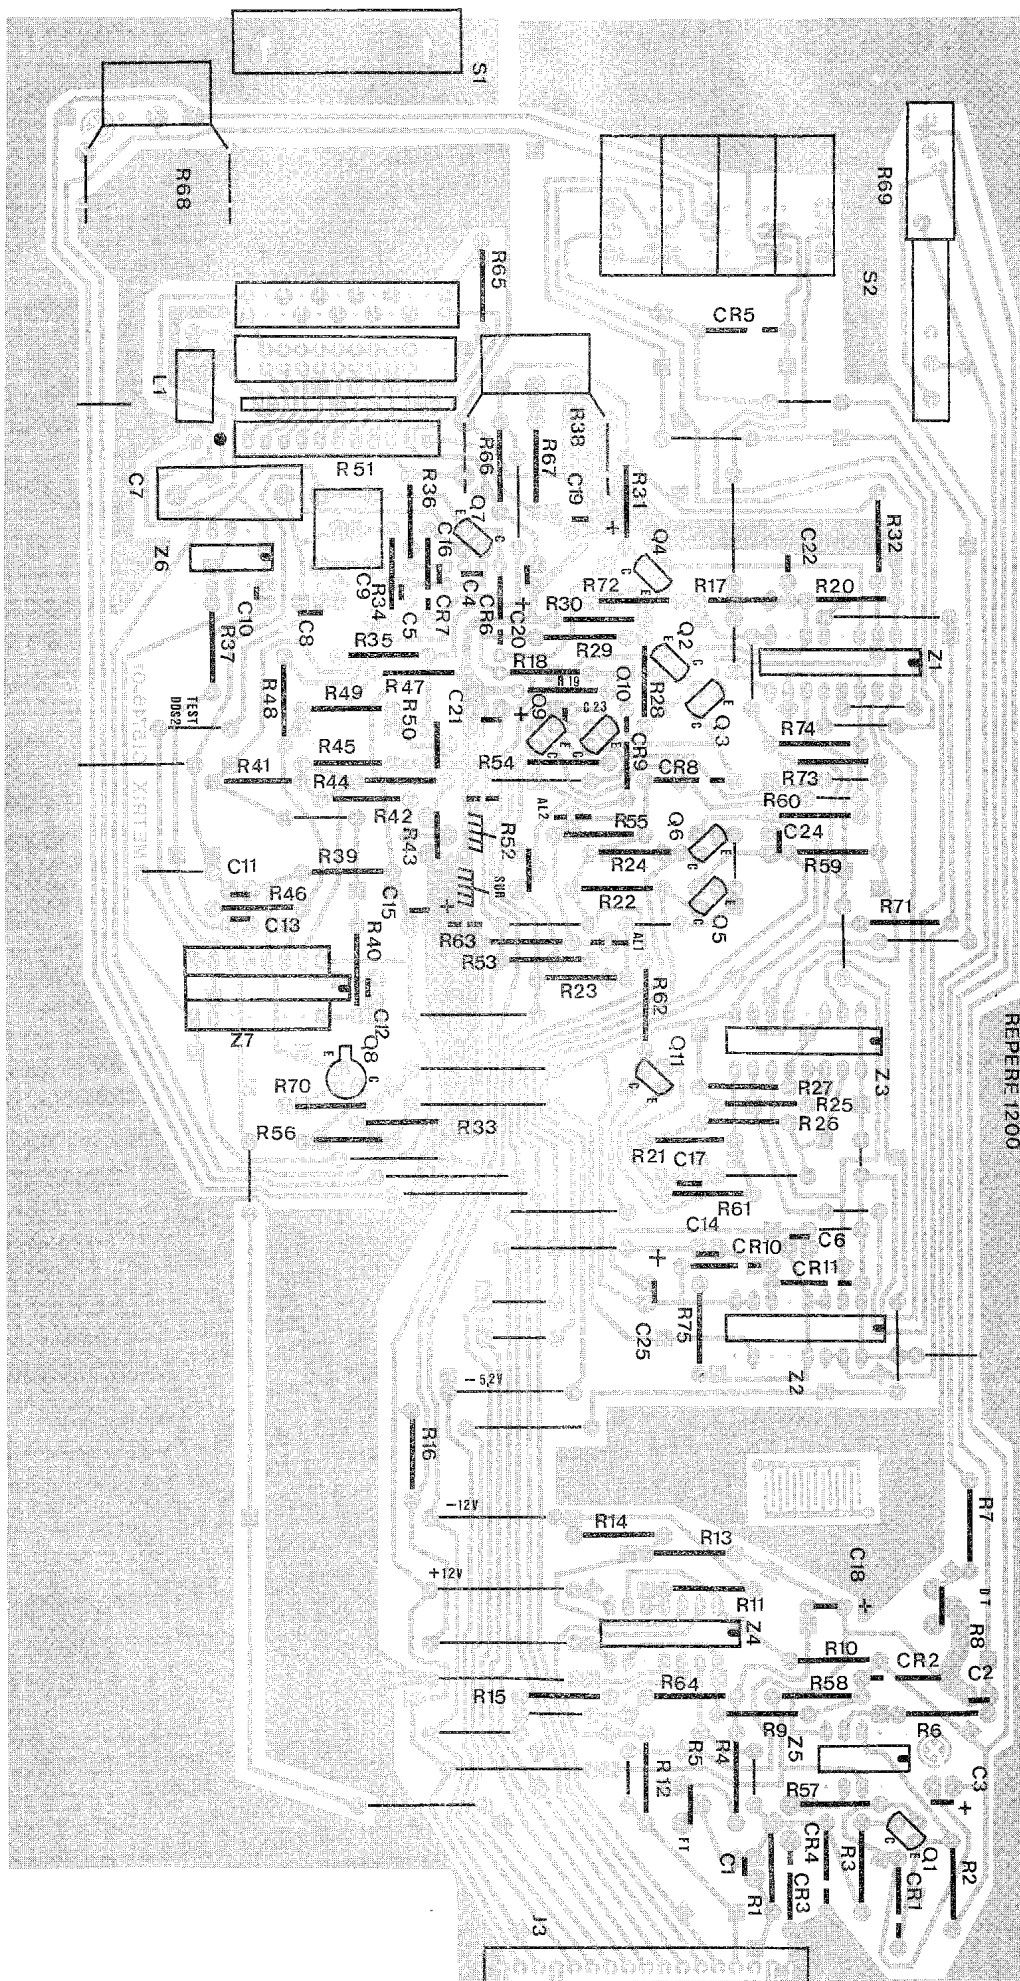 S1
R68
R69
S2
R65
CR5
L1
R38
R66
R67
C19
R31
+
R51
C7
R36
Q7
E
C
C16
Q4
C
E
R32
C22
Z6
C9
R34
C4
R72
R17
R20
C10
C8
C5
CR7
CR6
+
C20
R30
R37
R35
R29
Q2
C
E
Z1
R18
R19
Q10
R28
R47
R49
R48
TEST
DDS2
C21
R50
+
Q9
C
E
C23
C
E
Q3
C
E
R74
CR9
R45
R54
R41
R44
CR8
R73
R60
R42
AL2
R55
Q6
C
E
C24
R43
R52
R24
R59
C11
R39
SUR
R22
R46
C15
+
Q5
C
E
R71
C13
R63
AL1
R40
R53
R23
R62
C12
Z7
REPERE 1200
Q8
E
C
Q11
C
E
Z3
R70
R27
R25
R33
R26
R56
R21
C17
R61
C14
C6
+
CR10
CR11
R75
C25
Z2
-5,2V
R16
-12V
R7
R14
R13
+12V
C18
+
DT
R11
Z4
R8
R10
CR2
C2
R15
R64
R58
R9
R6
Z5
R4
R5
R12
C3
+
R57
FT
Q1
C
E
C1
CR4
R3
R2
R1
CR3
CR1
J3